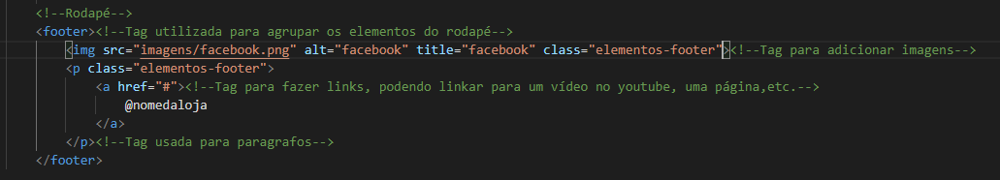 <!--Rodapé-->
<footer><!--Tag utilizada para agrupar os elementos do rodapé-->
<img src="imagens/facebook.png" alt="facebook" title="facebook" class="elementos-footer"><!--Tag para adicionar imagens-->
<p class="elementos-footer">
<a href="#"><!--Tag para fazer links, podendo linkar para um vídeo no youtube, uma página,etc.-->
@nomedaloja
</a>
</p><!--Tag usada para paragrafos-->
</footer>